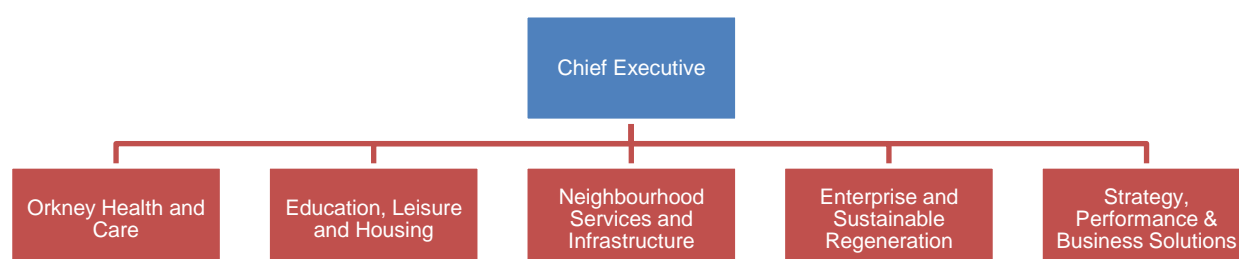 Chief Executive
Orkney Health and
Care
Education, Leisure
and Housing
Neighbourhood
Services and
Infrastructure
Enterprise and
Sustainable
Regeneration
Strategy,
Performance &
Business Solutions